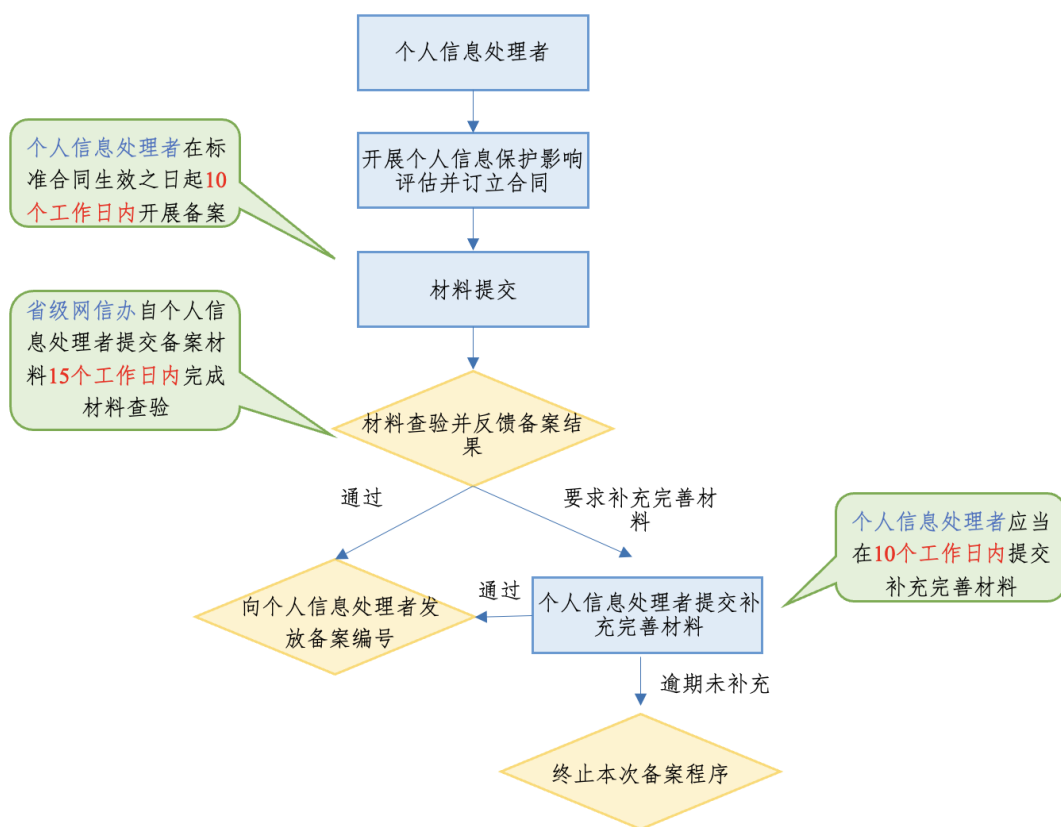 个人信息处理者
个人信息处理者在标
准合同生效之日起10
个工作日内开展备案
开展个人信息保护影响
评估并订立合同
材料提交
省级网信办自个人信
息处理者提交备案材
料15个工作日内完成
材料查验
材料查验并反馈备案结
果
通过
要求补充完善材
料
个人信息处理者应当
在10个工作日内提交
补充完善材料
向个人信息处理者发
放备案编号
通过
个人信息处理者提交补
充完善材料
逾期未补充
终止本次备案程序